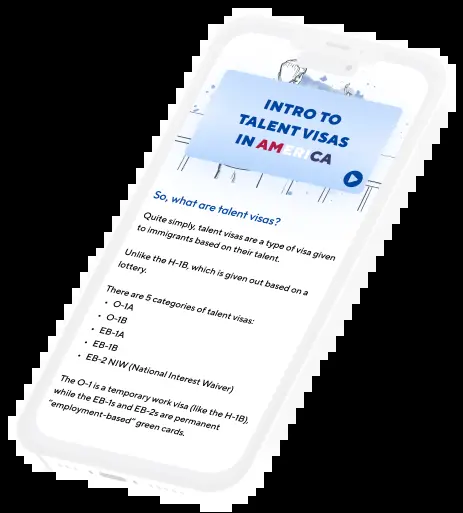 INTRO TO
TALENT VISAS
IN AMERICA
So, what are talent visas?
Quite simply, talent visas are a type of visa given
to immigrants based on their talent.
Unlike the H-1B, which is given out based on a
lottery.
There are 5 categories of talent visas:
• O-1A
• O-1B
• EB-1A
• EB-1B
• EB-2 NIW (National Interest Waiver)
The O-1 is a temporary work visa (like the H-1B),
while the EB-1s and EB-2s are permanent
"employment-based" green cards.